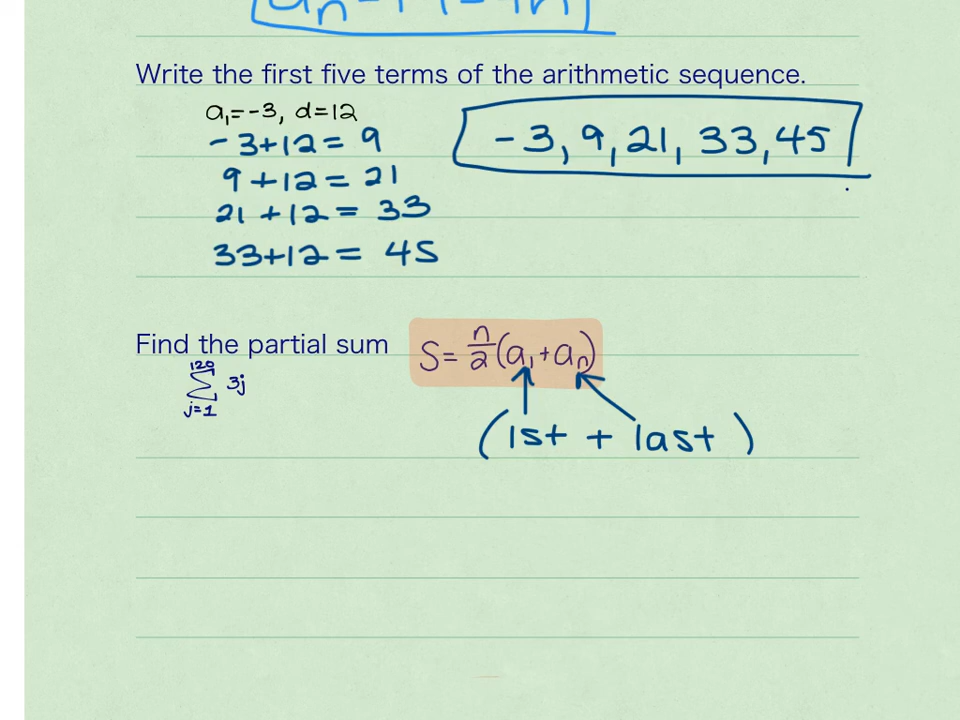 Write the first five terms of the arithmetic sequence.
a₁=-3, d=12
-3+12= 9
-3, 9, 21, 33, 45
9+12= 21
21+12= 33
33+12= 45
Find the partial sum
S= n/2(a₁+aₙ)
120
Σ 3j
j=1
(1st + last)